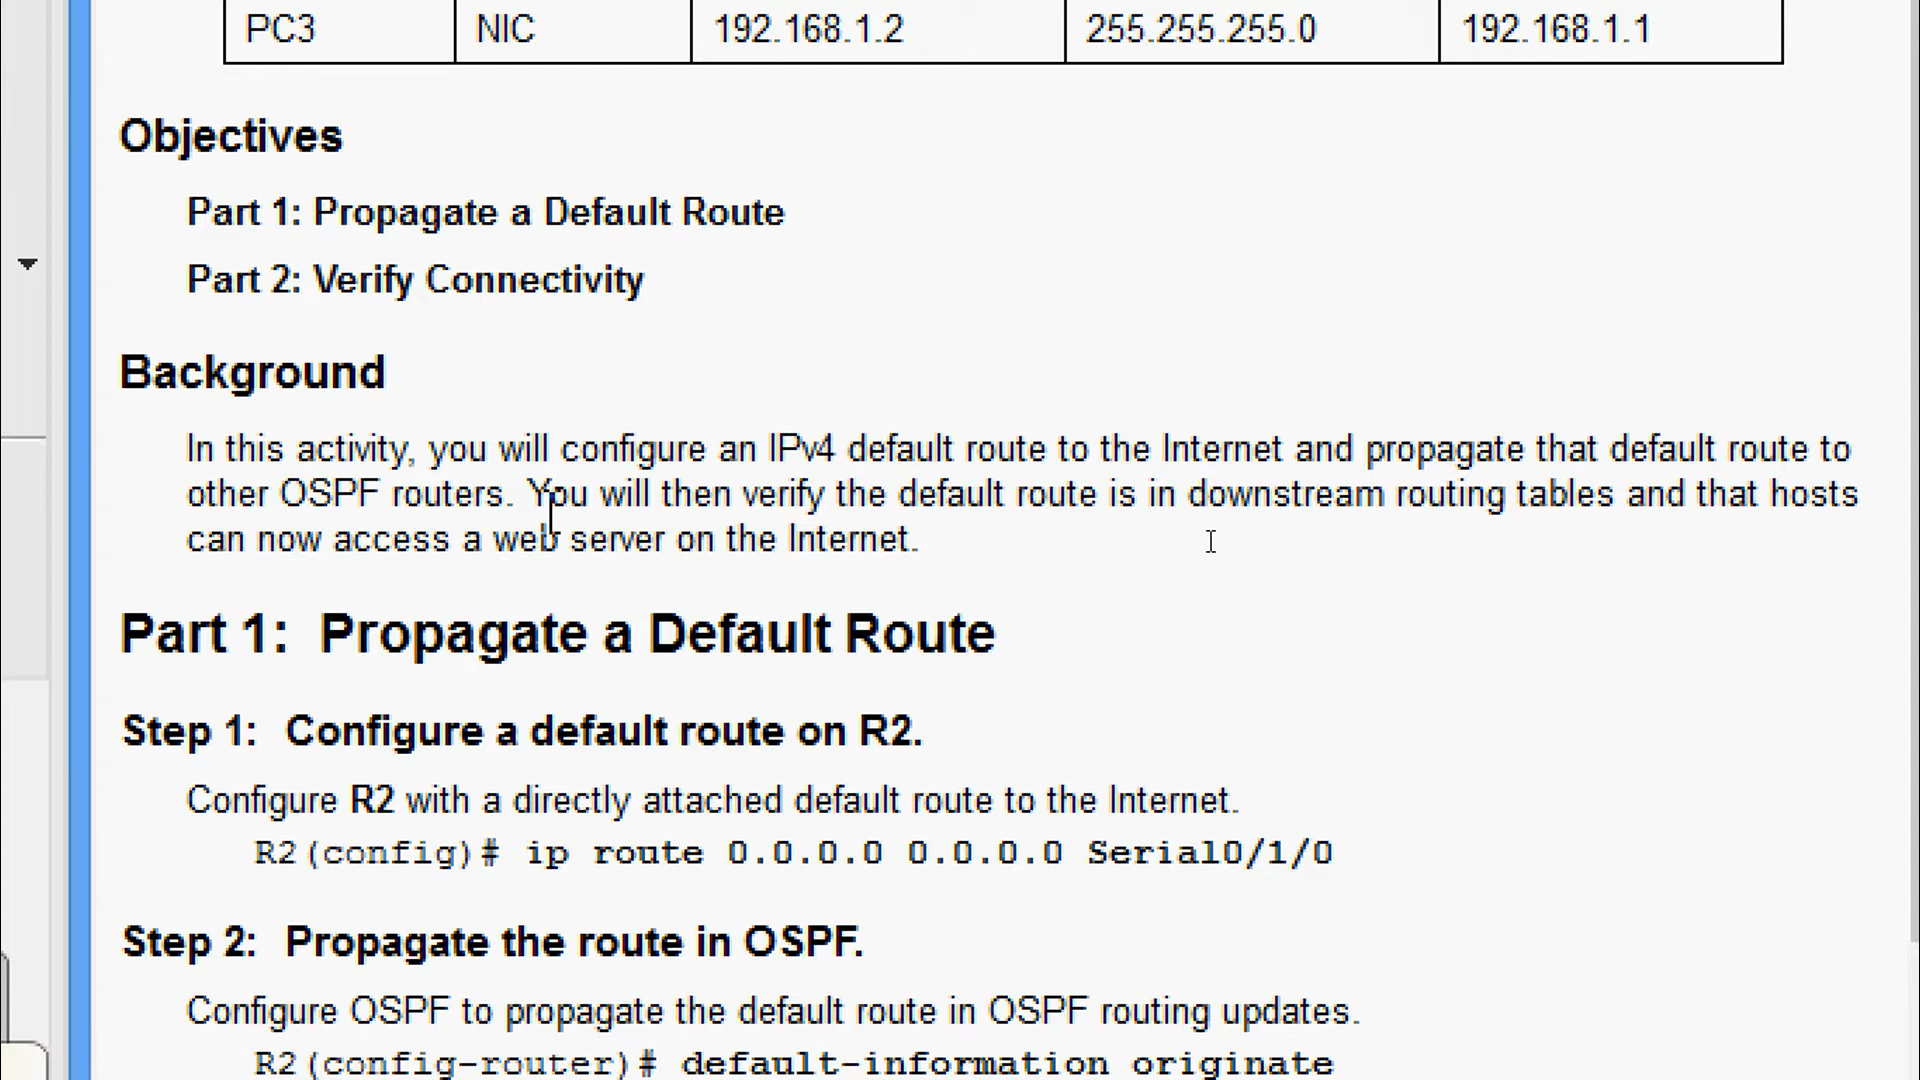 PC3 NIC 192.168.1.2 255.255.255.0 192.168.1.1
Objectives
Part 1: Propagate a Default Route
Part 2: Verify Connectivity
Background
In this activity, you will configure an IPv4 default route to the Internet and propagate that default route to
other OSPF routers. You will then verify the default route is in downstream routing tables and that hosts
can now access a web server on the Internet.
Part 1: Propagate a Default Route
Step 1: Configure a default route on R2.
Configure R2 with a directly attached default route to the Internet.
R2(config)# ip route 0.0.0.0 0.0.0.0 Serial0/1/0
Step 2: Propagate the route in OSPF.
Configure OSPF to propagate the default route in OSPF routing updates.
R2(config-router)# default-information originate